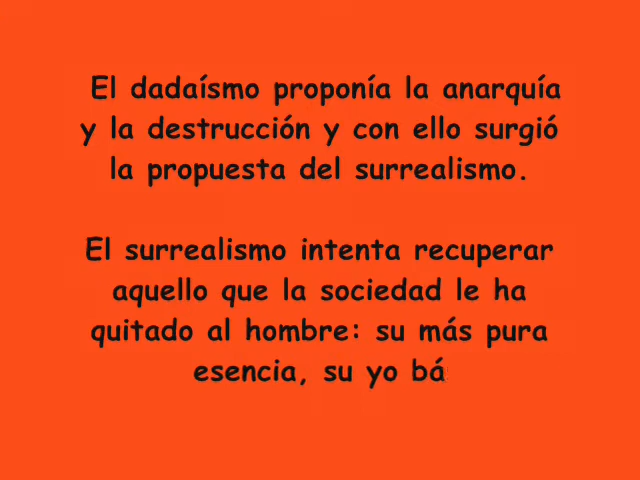 El dadaísmo proponía la anarquía
y la destrucción y con ello surgió
la propuesta del surrealismo.
El surrealismo intenta recuperar
aquello que la sociedad le ha
quitado al hombre: su más pura
esencia, su yo bá